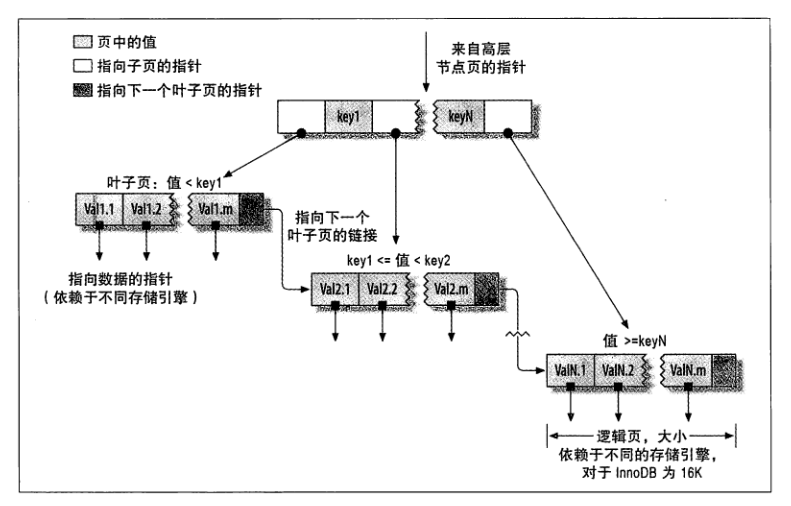 页中的值
指向子页的指针
指向下一个叶子页的指针
来自高层
节点页的指针
key1
keyN
叶子页：值 < key1
Val1.1
Val1.2
Val1.m
指向下一个
叶子页的链接
指向数据的指针
（依赖于不同存储引擎）
key1 <= 值 < key2
Val2.1
Val2.2
Val2.m
值 >=keyN
ValN.1
ValN.2
ValN.m
逻辑页，大小
依赖于不同的存储引擎，
对于 InnoDB 为 16K